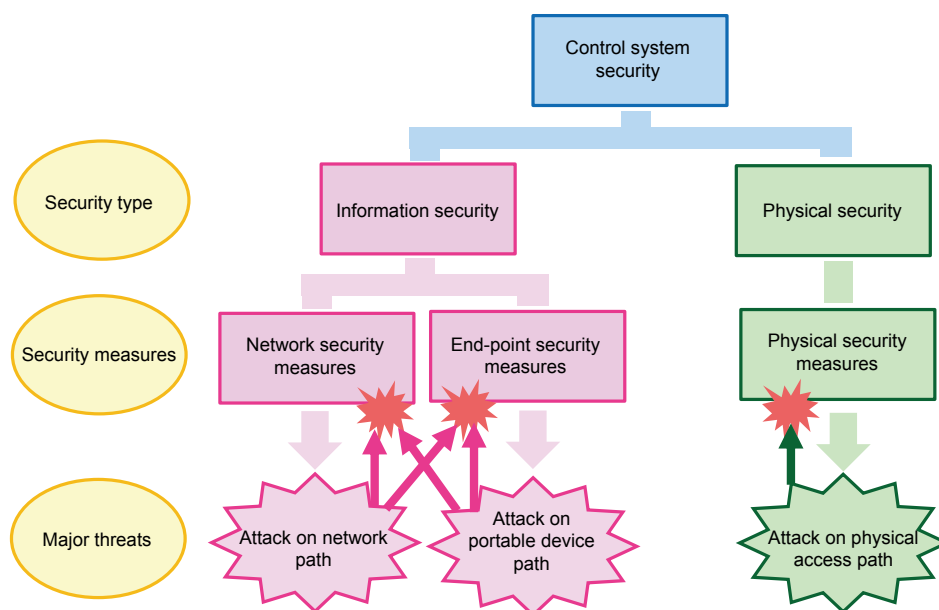 Control system
security
Security type
Information security
Physical security
Security measures
Network security
measures
End-point security
measures
Physical security
measures
Major threats
Attack on network
path
Attack on
portable device
path
Attack on physical
access path